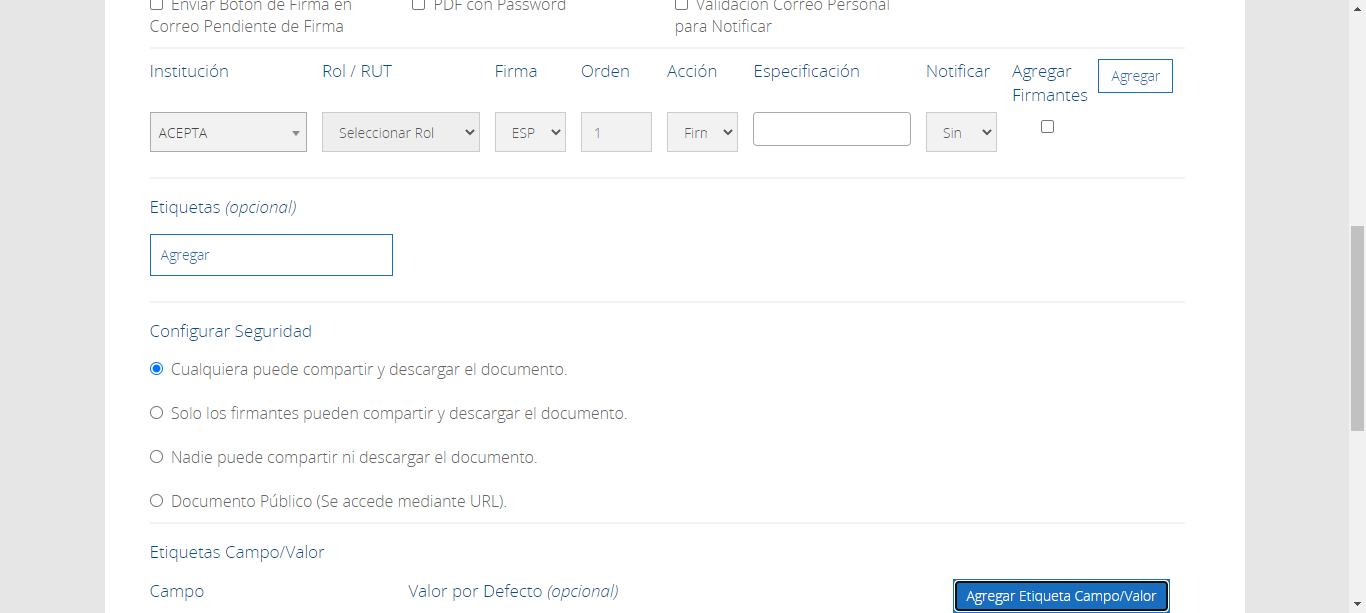 Enviar Botón de Firma en
Correo Pendiente de Firma
PDF con Password
Validación Correo Personal
para Notificar
Institución
Rol / RUT
Firma
Orden
Acción
Especificación
Notificar
Agregar
Firmantes
Agregar
ACEPTA
Seleccionar Rol
ESP
1
Firn
Sin
Etiquetas (opcional)
Agregar
Configurar Seguridad
Cualquiera puede compartir y descargar el documento.
Solo los firmantes pueden compartir y descargar el documento.
Nadie puede compartir ni descargar el documento.
Documento Público (Se accede mediante URL).
Etiquetas Campo/Valor
Campo
Valor por Defecto (opcional)
Agregar Etiqueta Campo/Valor